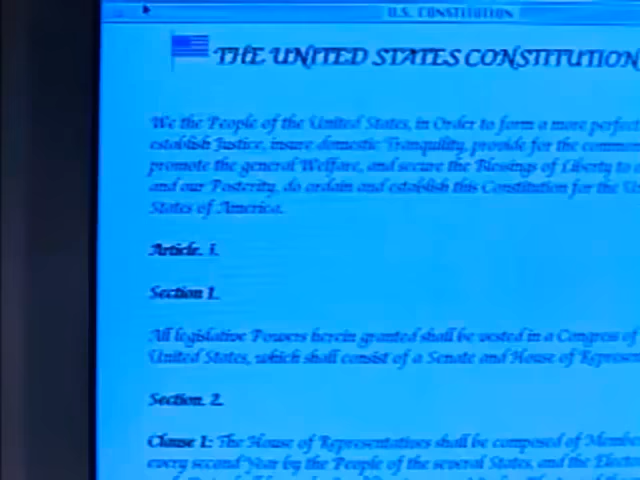 U.S. CONSTITUTION
THE UNITED STATES CONSTITUTION
We the People of the United States, in Order to form a more perfect
establish Justice, insure domestic Tranquility, provide for the common
promote the general Welfare, and secure the Blessings of Liberty to
and our Posterity, do ordain and establish this Constitution for the
States of America.
Article. I.
Section 1.
All legislative Powers herein granted shall be vested in a Congress of
United States, which shall consist of a Senate and House of
Section. 2.
Clause 1: The House of Representatives shall be composed of
every second Year by the People of the several States, and the